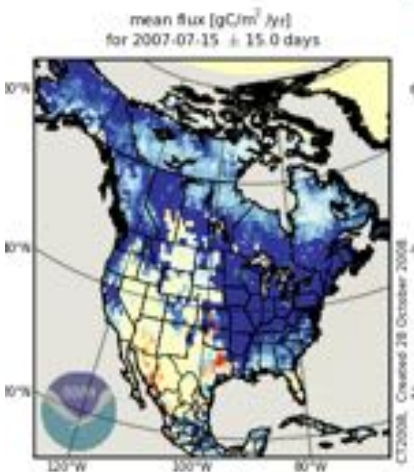 mean flux [gC/m² /yr]
for 2007-07-15 ± 15.0 days
120°W
100°W
80°W
CT2008, Created 28 October 2008